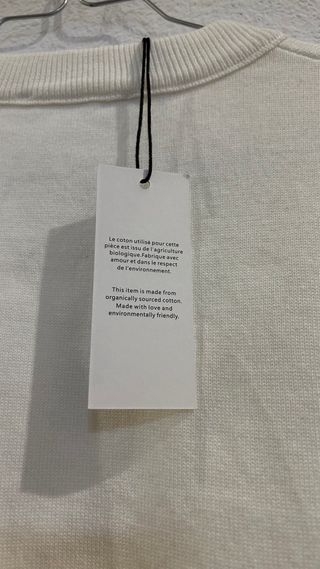 Le coton utilisé pour cette
pièce est issu de l'agriculture
biologique.Fabrique avec
amour et dans le respect
de l'environnement.
This item is made from
organically sourced cotton.
Made with love and
environmentally friendly.